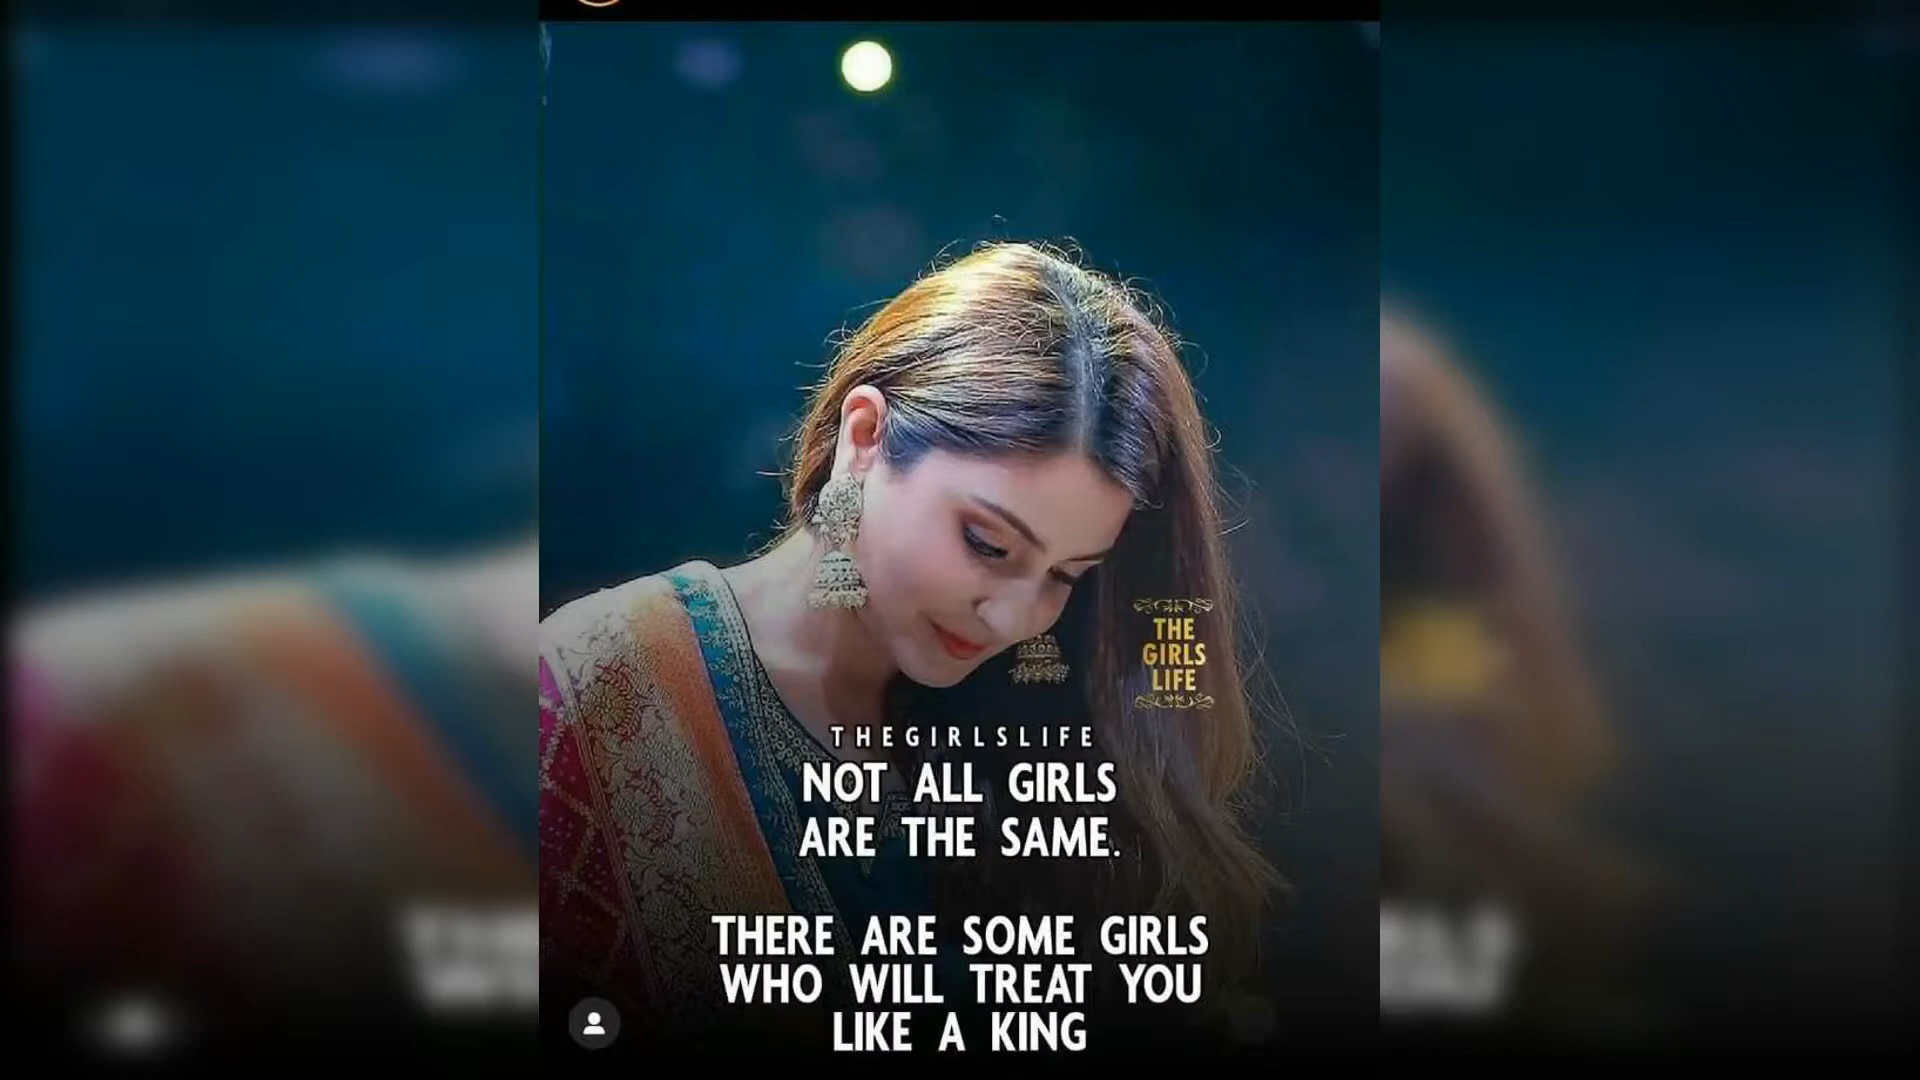 THE
GIRLS
LIFE
THEGIRLSLIFE
NOT ALL GIRLS
ARE THE SAME.
THERE ARE SOME GIRLS
WHO WILL TREAT YOU
LIKE A KING